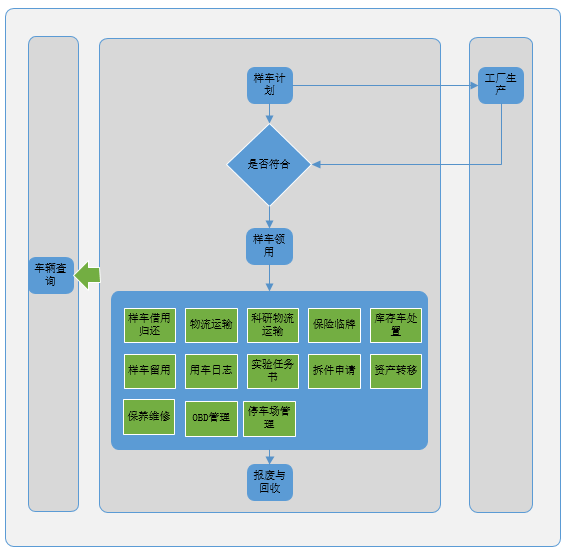 样车计
划
工厂生
产
是否符合
样车领
用
车辆查
询
样车借用
归还
物流运输
科研物流
运输
保险临牌
库存车处
置
样车留用
用车日志
实验任务
书
拆件申请
资产转移
保养维修
OBD管理
停车场管
理
报废与
回收